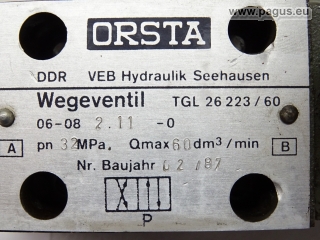 www.pagus.eu
ORSTA
DDR VEB Hydraulik Seehausen
Wegeventil TGL 26 223/60
06-08 2.11 -0
A pn 32 MPa. Qmax 60 dm³/min B
Nr. Baujahr 02/87
P